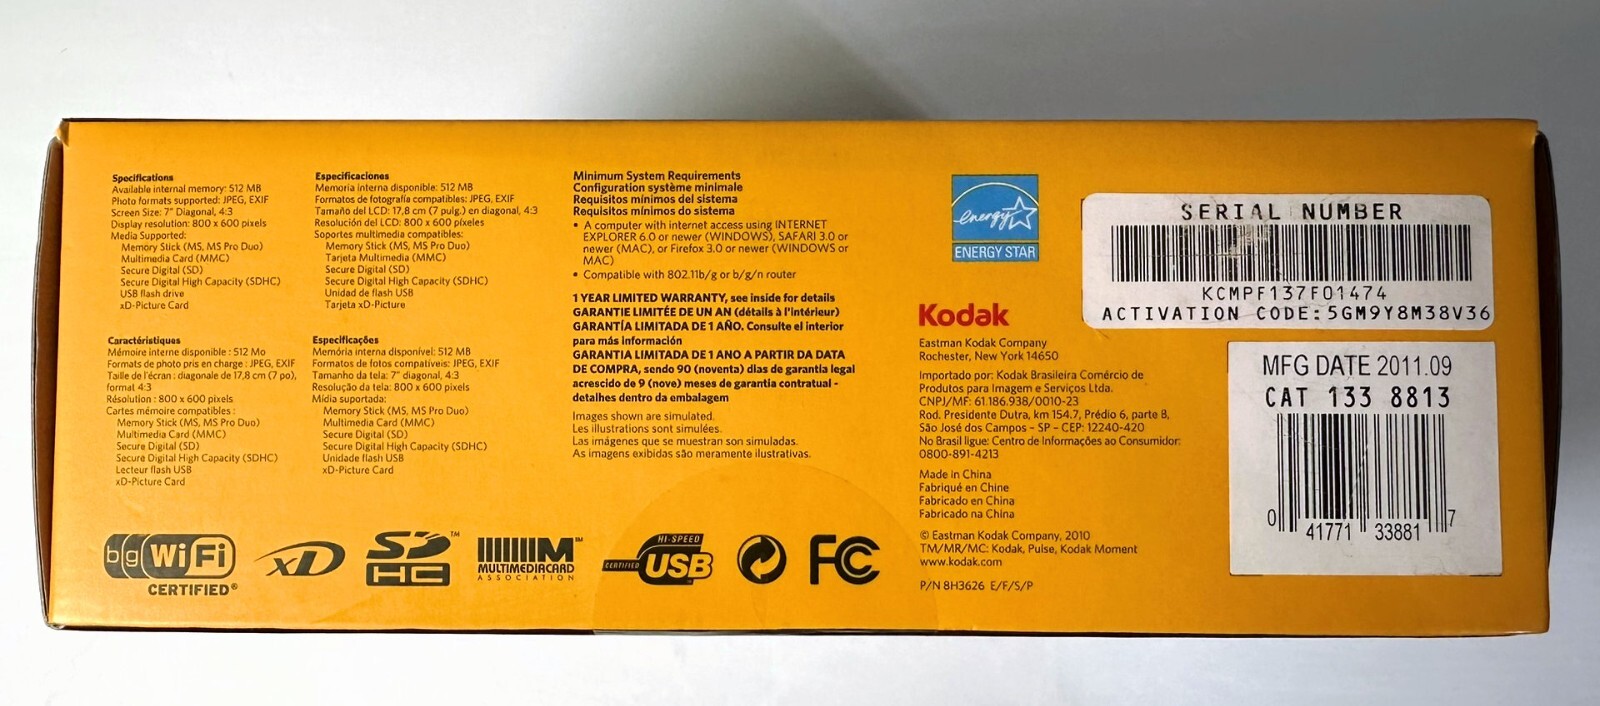 Specifications
Available internal memory: 512 MB
Photo formats supported: JPEG, EXIF
Screen Size: 7" Diagonal, 4:3
Display resolution: 800 x 600 pixels
Media Supported:
Memory Stick (MS, MS Pro Duo)
Multimedia Card (MMC)
Secure Digital (SD)
Secure Digital High Capacity (SDHC)
USB flash drive
xD-Picture Card
Caractéristiques
Mémoire interne disponible : 512 Mo
Formats de photo pris en charge : JPEG, EXIF
Taille de l'écran : diagonale de 17,8 cm (7 po),
format 4:3
Résolution : 800 x 600 pixels
Cartes mémoire compatibles :
Memory Stick (MS, MS Pro Duo)
Multimedia Card (MMC)
Secure Digital (SD)
Secure Digital High Capacity (SDHC)
Lecteur flash USB
xD-Picture Card
Especificaciones
Memoria interna disponible: 512 MB
Formatos de fotografía compatibles: JPEG, EXIF
Tamaño del LCD: 17,8 cm (7 pulg.) en diagonal, 4:3
Resolución del LCD: 800 x 600 píxeles
Soportes multimedia compatibles:
Memory Stick (MS, MS Pro Duo)
Tarjeta Multimedia (MMC)
Secure Digital (SD)
Secure Digital High Capacity (SDHC)
Unidad de flash USB
Tarjeta xD-Picture
Especificações
Memória interna disponível: 512 MB
Formatos de fotos compatíveis: JPEG, EXIF
Tamanho da tela: 7" diagonal, 4:3
Resolução da tela: 800 x 600 pixels
Mídia suportada:
Memory Stick (MS, MS Pro Duo)
Multimedia Card (MMC)
Secure Digital (SD)
Secure Digital High Capacity (SDHC)
Unidade flash USB
xD-Picture Card
Minimum System Requirements
Configuration système minimale
Requisitos mínimos del sistema
Requisitos mínimos do sistema
• A computer with internet access using INTERNET
EXPLORER 6.0 or newer (WINDOWS), SAFARI 3.0 or
newer (MAC), or Firefox 3.0 or newer (WINDOWS or
MAC)
• Compatible with 802.11b/g or b/g/n router
1 YEAR LIMITED WARRANTY, see inside for details
GARANTIE LIMITÉE DE UN AN (détails à l'intérieur)
GARANTÍA LIMITADA DE 1 AÑO. Consulte el interior
para más información
GARANTIA LIMITADA DE 1 ANO A PARTIR DA DATA
DE COMPRA, sendo 90 (noventa) dias de garantia legal
acrescido de 9 (nove) meses de garantia contratual -
detalhes dentro da embalagem
Images shown are simulated.
Les illustrations sont simulées.
Las imágenes que se muestran son simuladas.
As imagens exibidas são meramente ilustrativas.
bg WiFi
CERTIFIED®
xD
SD™
HC
M™
MULTIMEDIACARD
ASSOCIATION
HI-SPEED
CERTIFIED USB
FC
energy
ENERGY STAR
Kodak
Eastman Kodak Company
Rochester, New York 14650
Importado por: Kodak Brasileira Comércio de
Produtos para Imagem e Serviços Ltda.
CNPJ/MF: 61.186.938/0010-23
Rod. Presidente Dutra, km 154.7, Prédio 6, parte 8,
São José dos Campos – SP – CEP: 12240-420
No Brasil ligue: Centro de Informações ao Consumidor:
0800-891-4213
Made in China
Fabriqué en Chine
Fabricado en China
Fabricado na China
© Eastman Kodak Company, 2010
TM/MR/MC: Kodak, Pulse, Kodak Moment
www.kodak.com
P/N 8H3626 E/F/S/P
SERIAL NUMBER
KCMPF137F01474
ACTIVATION CODE:5GM9Y8M38V36
MFG DATE 2011.09
CAT 133 8813
0 41771 33881 7